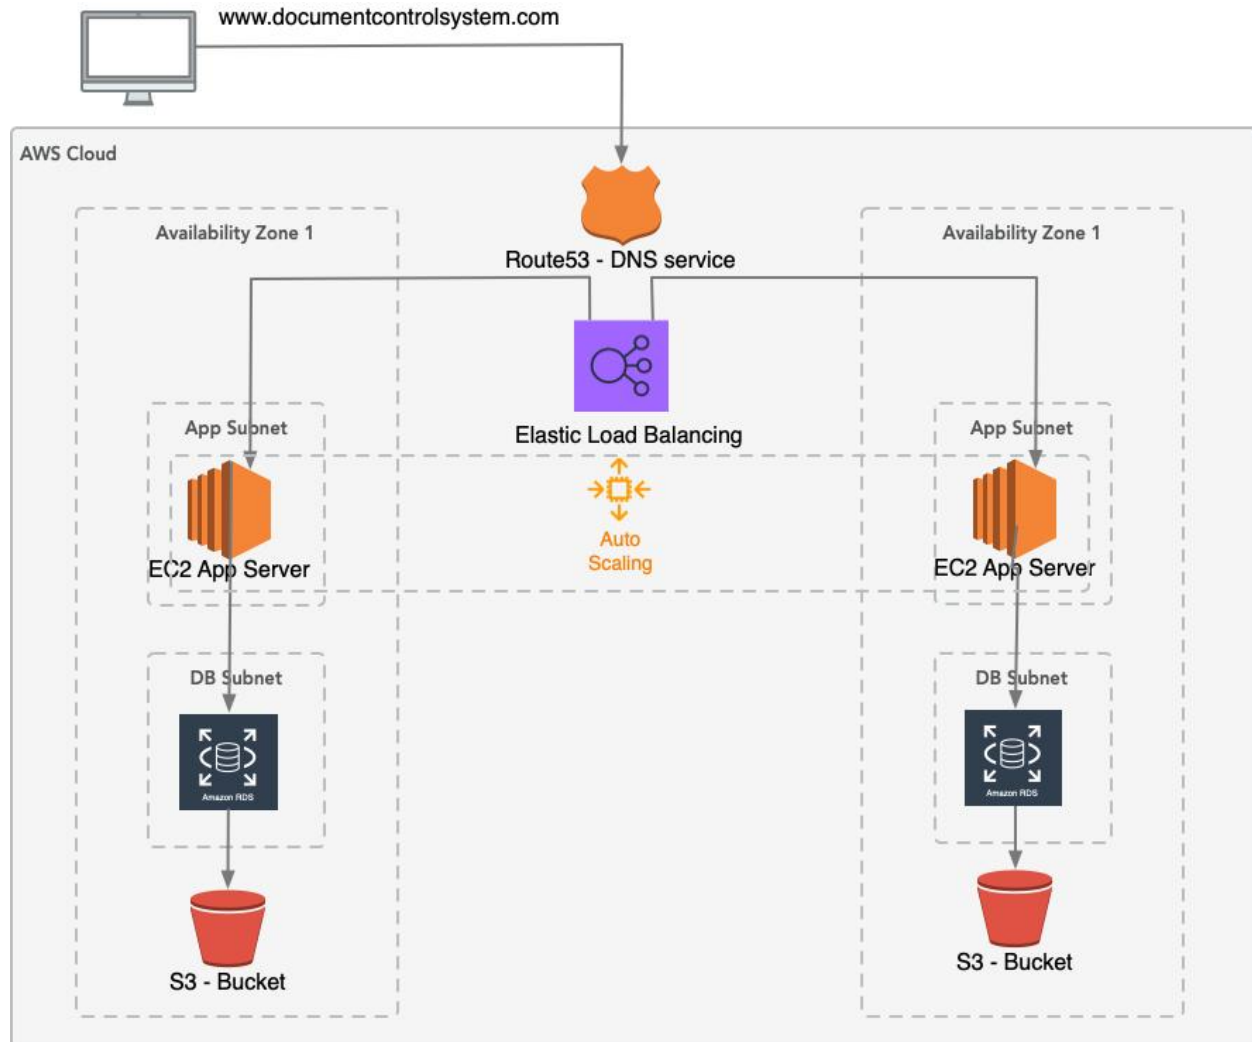 www.documentcontrolsystem.com
AWS Cloud
Route53 - DNS service
Availability Zone 1
Availability Zone 1
Elastic Load Balancing
Auto
Scaling
App Subnet
EC2 App Server
DB Subnet
Amazon RDS
S3 - Bucket
App Subnet
EC2 App Server
DB Subnet
Amazon RDS
S3 - Bucket